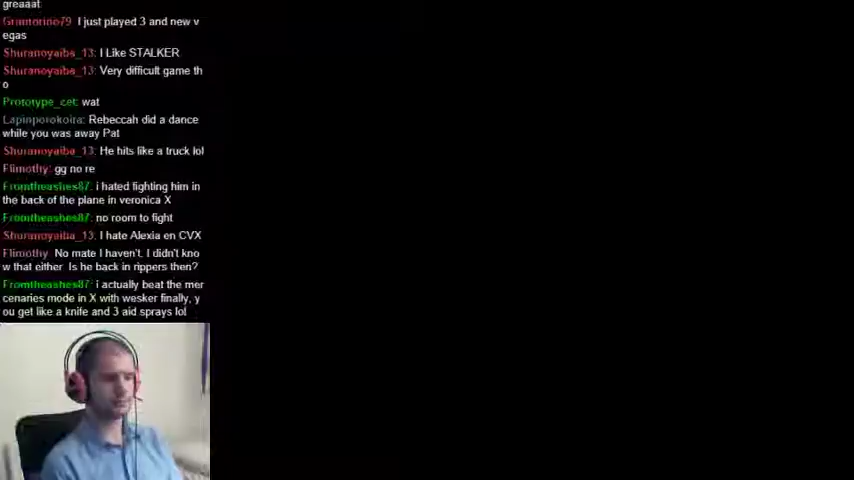 greaaat
Gramorino79 I just played 3 and new v
egas
Shuranoyaiba_13: I Like STALKER
Shuranoyaiba_13: Very difficult game th
o
Prototype_cet: wat
Lapinporokoira: Rebeccah did a dance
while you was away Pat
Shuranoyaiba_13: He hits like a truck lol
Flimothy: gg no re
Fromtheashes87: i hated fighting him in
the back of the plane in veronica X
Fromtheashes87: no room to fight
Shuranoyaiba_13: I hate Alexia en CVX
Flimothy: No mate I haven't. I didn't kno
w that either. Is he back in rippers then?
Fromtheashes87: i actually beat the mer
cenaries mode in X with wesker finally, y
ou get like a knife and 3 aid sprays lol